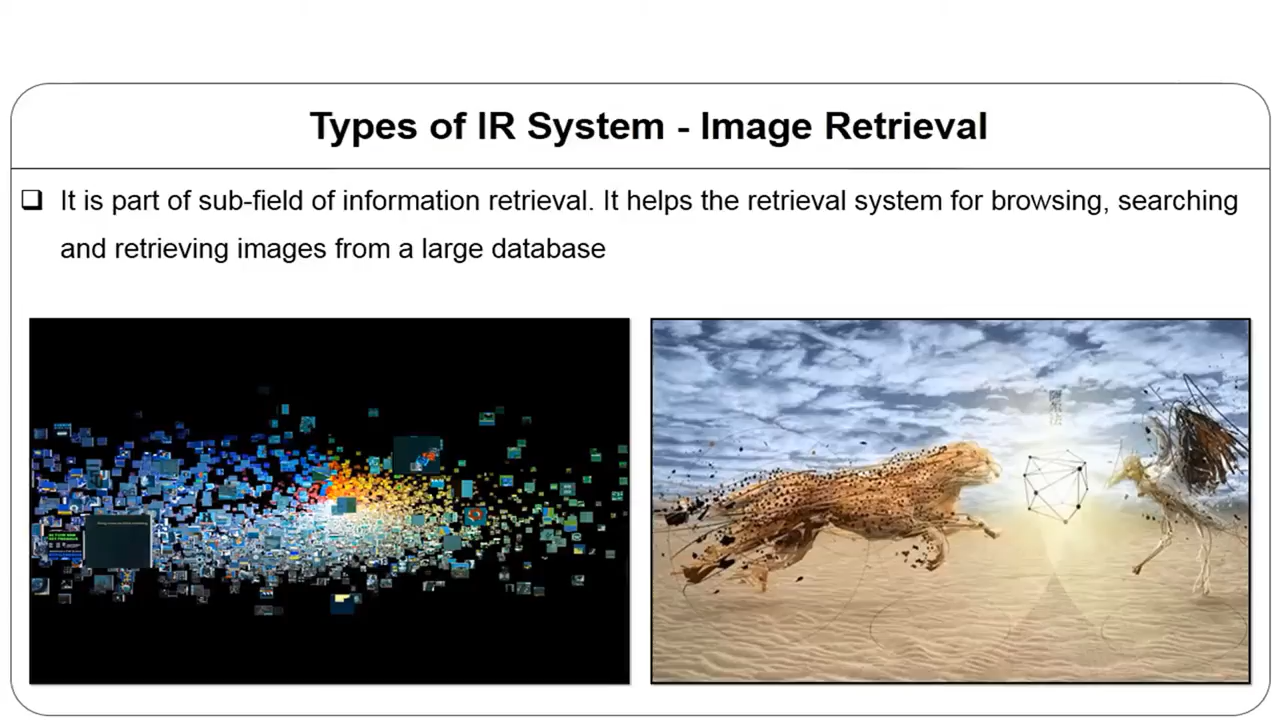 Types of IR System - Image Retrieval
❑ It is part of sub-field of information retrieval. It helps the retrieval system for browsing, searching
and retrieving images from a large database